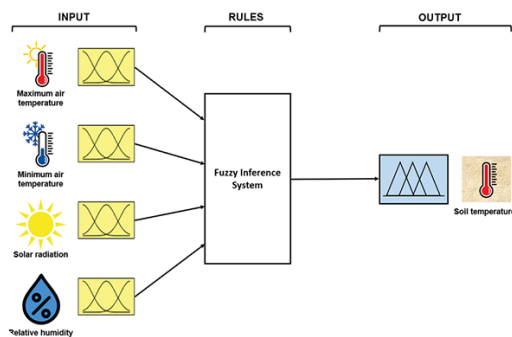 INPUT
RULES
OUTPUT
Maximum air
temperature
Minimum air
temperature
Solar radiation
Relative humidity
Fuzzy Inference
System
Soil temperature